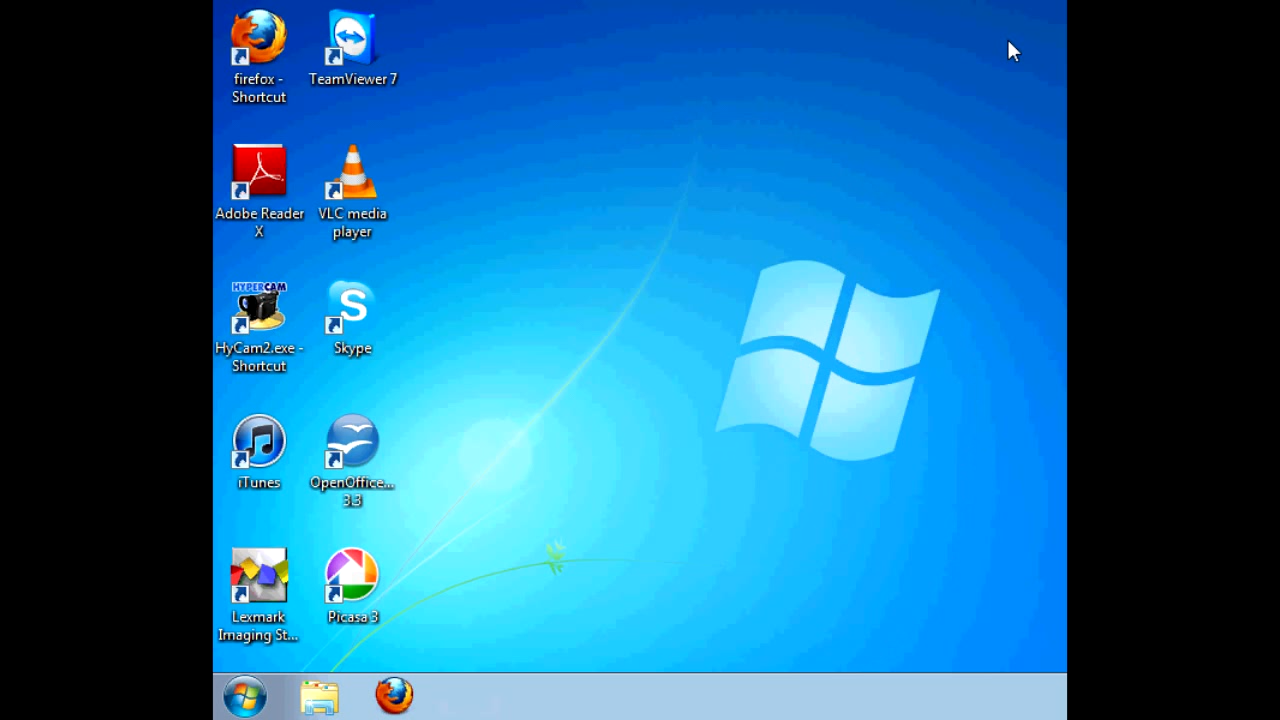 firefox -
Shortcut
TeamViewer 7
Adobe Reader
X
VLC media
player
HYPERCAM
HyCam2.exe -
Shortcut
S
Skype
iTunes
OpenOffice...
3.3
Lexmark
Imaging St...
Picasa 3